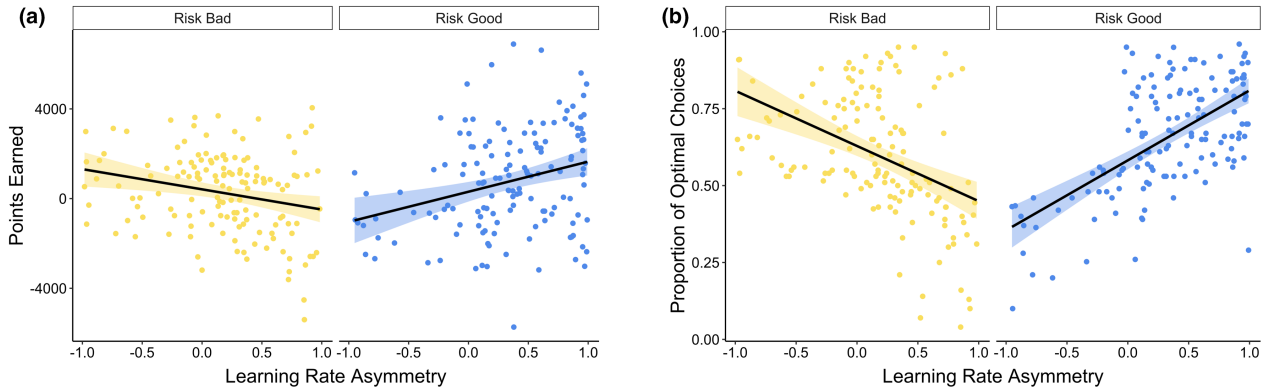 (a)
Risk Bad
Risk Good
Points Earned
4000
0
-4000
-1.0 -0.5 0.0 0.5 1.0
-1.0 -0.5 0.0 0.5 1.0
Learning Rate Asymmetry
(b)
Risk Bad
Risk Good
Proportion of Optimal Choices
1.00
0.75
0.50
0.25
0.00
-1.0 -0.5 0.0 0.5 1.0
-1.0 -0.5 0.0 0.5 1.0
Learning Rate Asymmetry